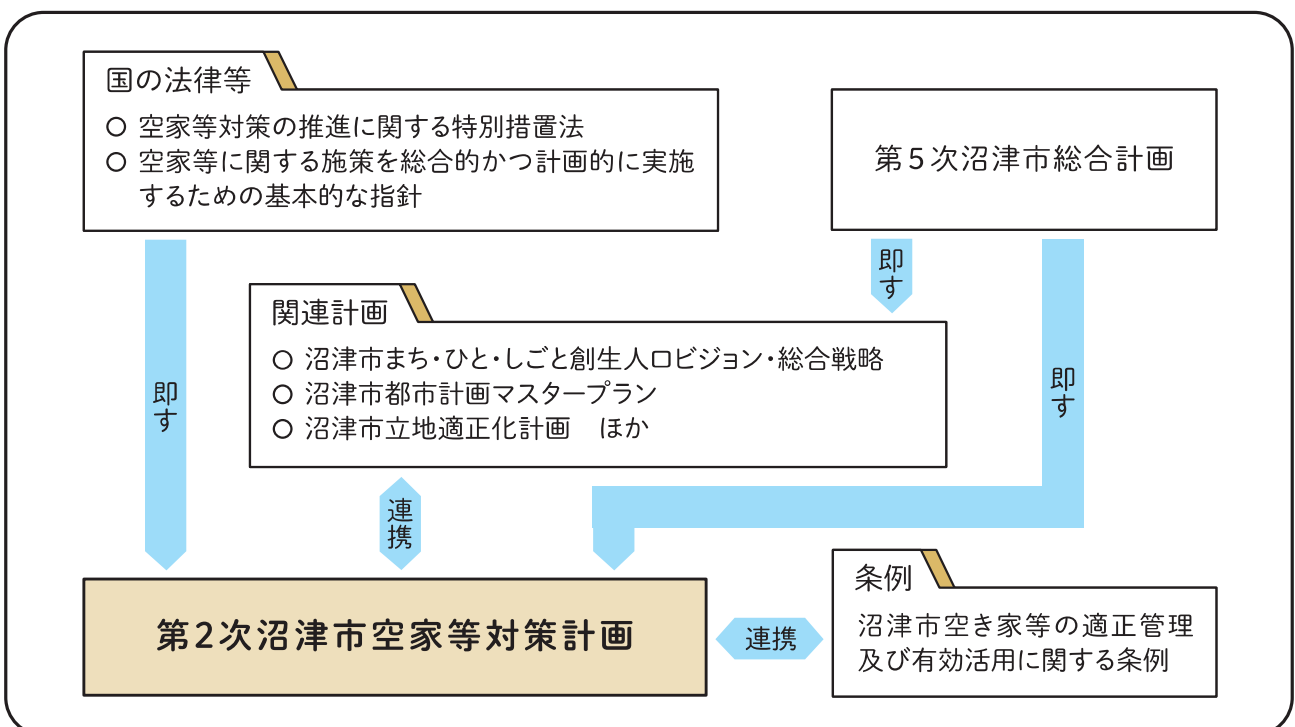 国の法律等
○ 空家等対策の推進に関する特別措置法
○ 空家等に関する施策を総合的かつ計画的に実施
するための基本的な指針
第5次沼津市総合計画
即す
関連計画
○ 沼津市まち・ひと・しごと創生人口ビジョン・総合戦略
○ 沼津市都市計画マスタープラン
○ 沼津市立地適正化計画　ほか
即す
即す
連携
第2次沼津市空家等対策計画
連携
条例
沼津市空き家等の適正管理
及び有効活用に関する条例